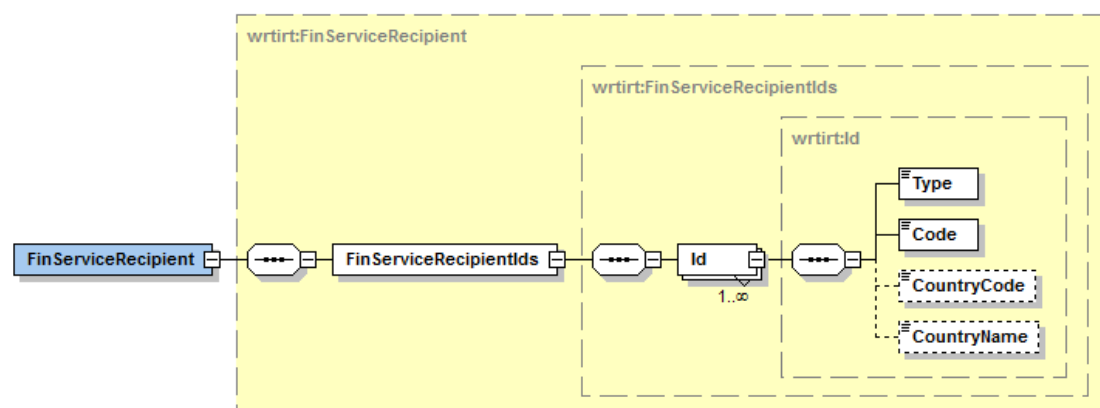 wrtirt:FinServiceRecipient
wrtirt:FinServiceRecipientIds
wrtirt:Id
Type
Code
FinServiceRecipient
FinServiceRecipientIds
Id
1..∞
CountryCode
CountryName